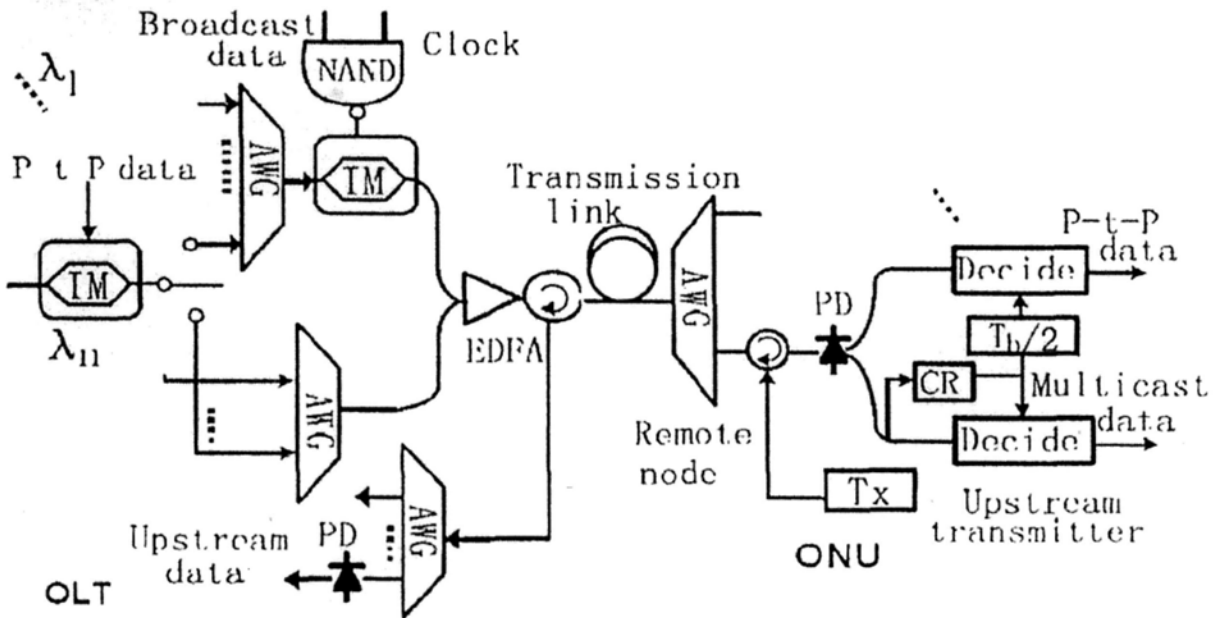 Broadcast
data
Clock
NAND
λ1
P t P data
AWG
IM
IM
λn
Transmission
link
P-t-P
data
Decide
AWG
PD
Tb/2
EDFA
CR
Multicast
data
AWG
Decide
Remote
node
Tx
Upstream
transmitter
AWG
Upstream
data
PD
ONU
OLT